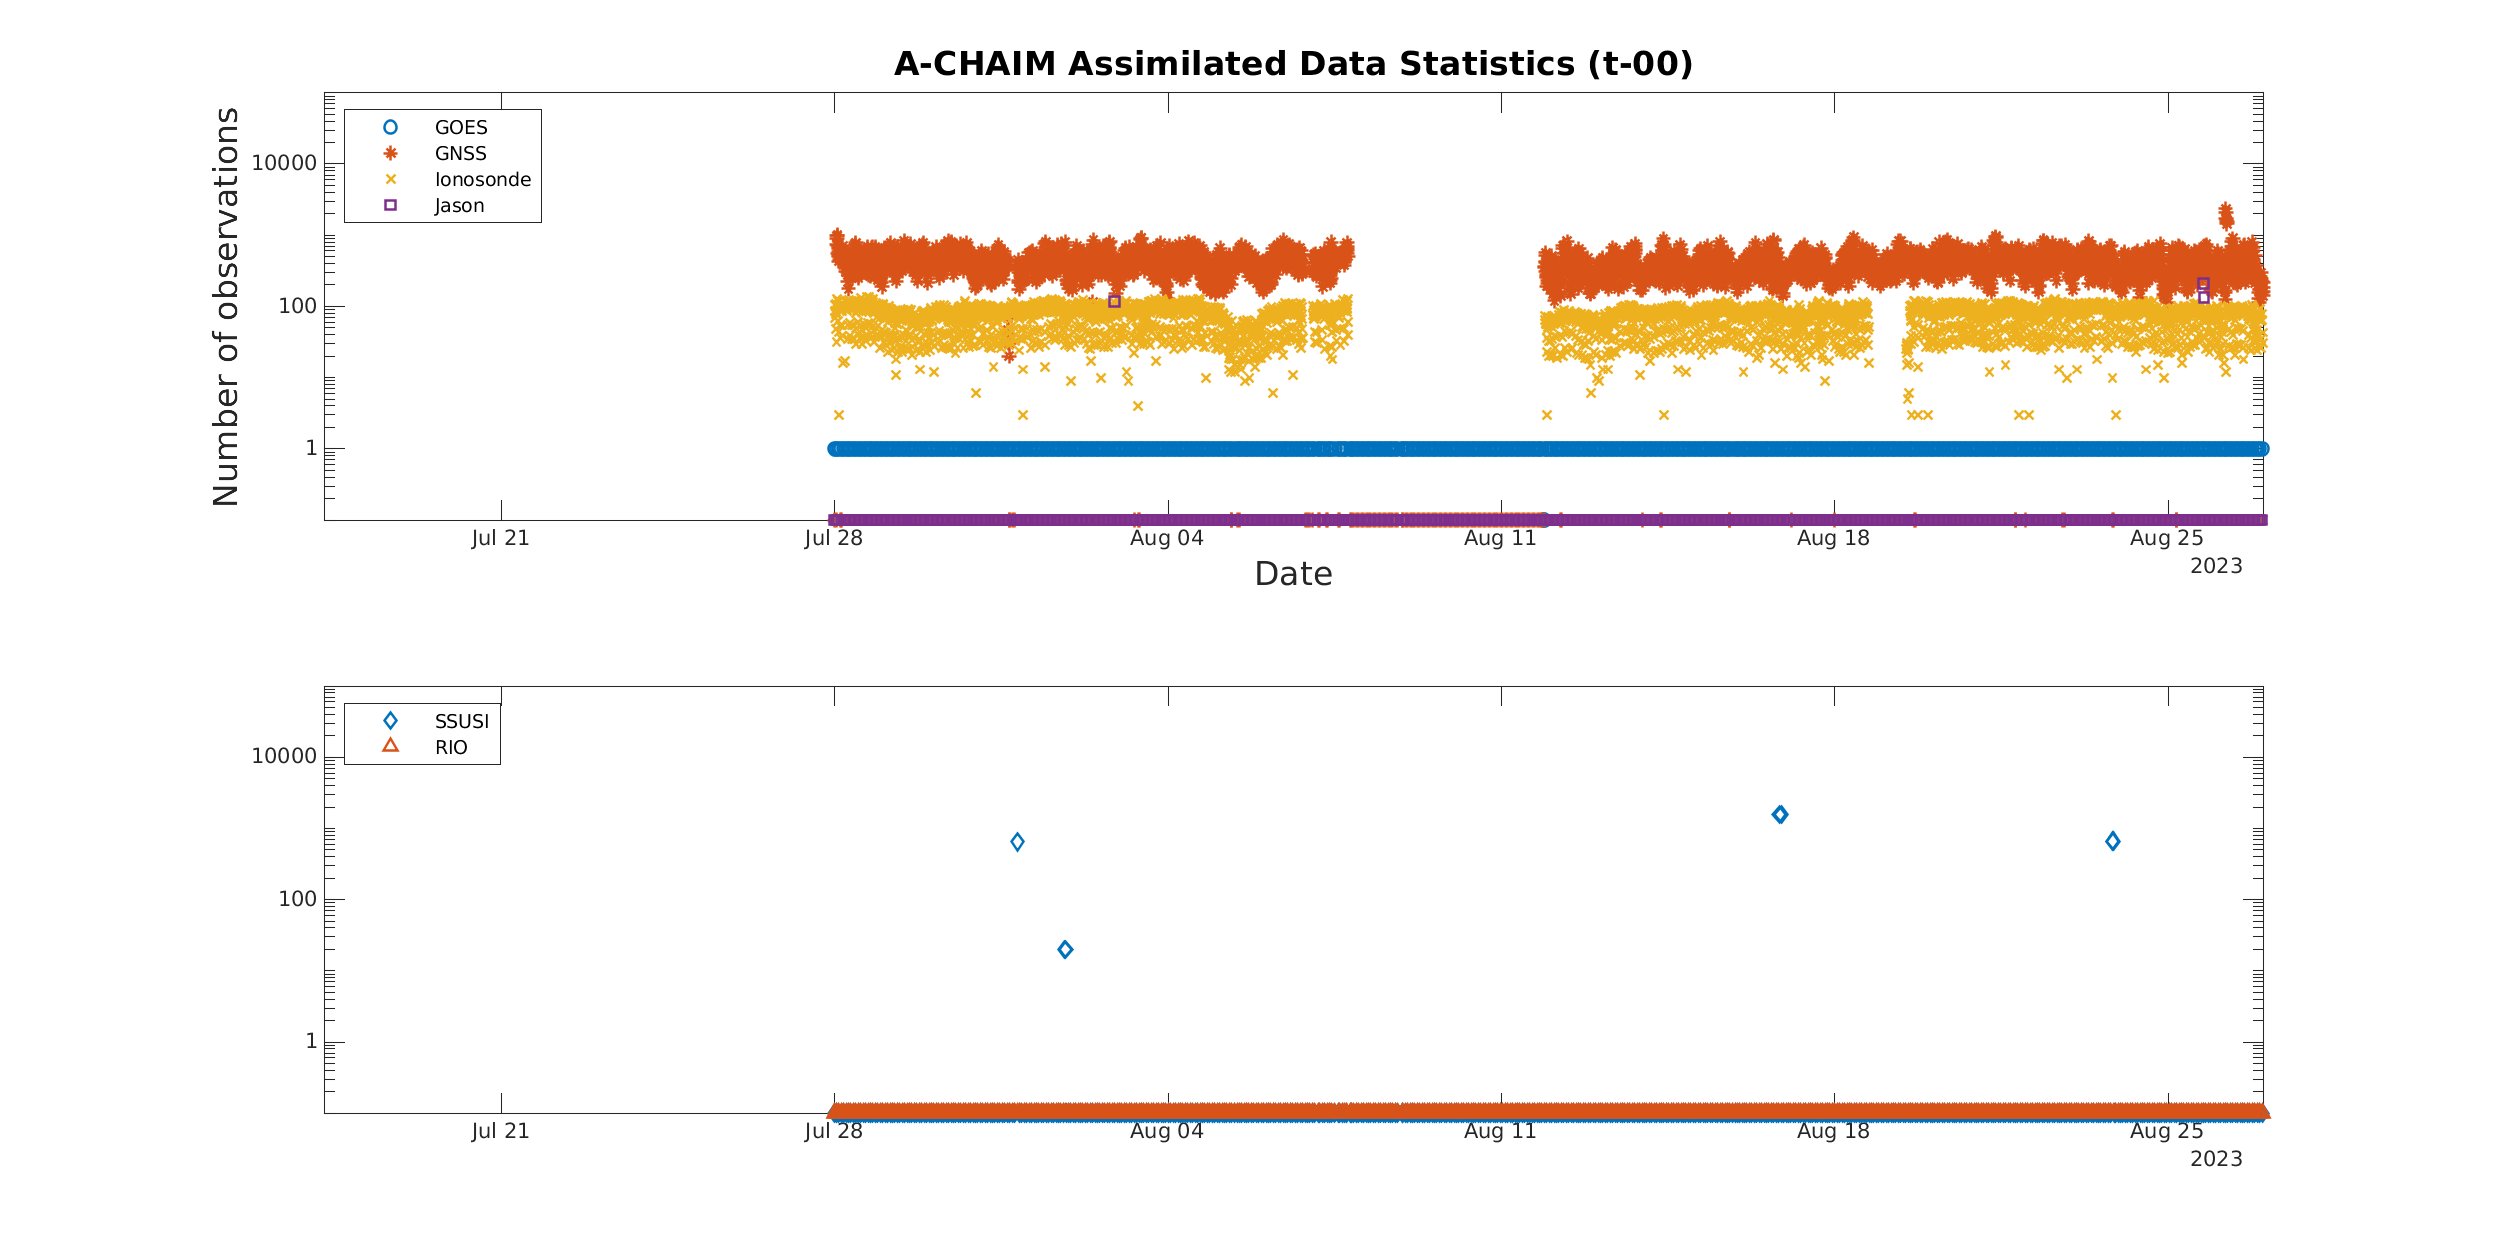 A-CHAIM Assimilated Data Statistics (t-00)
Number of observations
10000
100
1
GOES
GNSS
Ionosonde
Jason
Jul 21
Jul 28
Aug 04
Aug 11
Aug 18
Aug 25
2023
Date
10000
100
1
SSUSI
RIO
Jul 21
Jul 28
Aug 04
Aug 11
Aug 18
Aug 25
2023